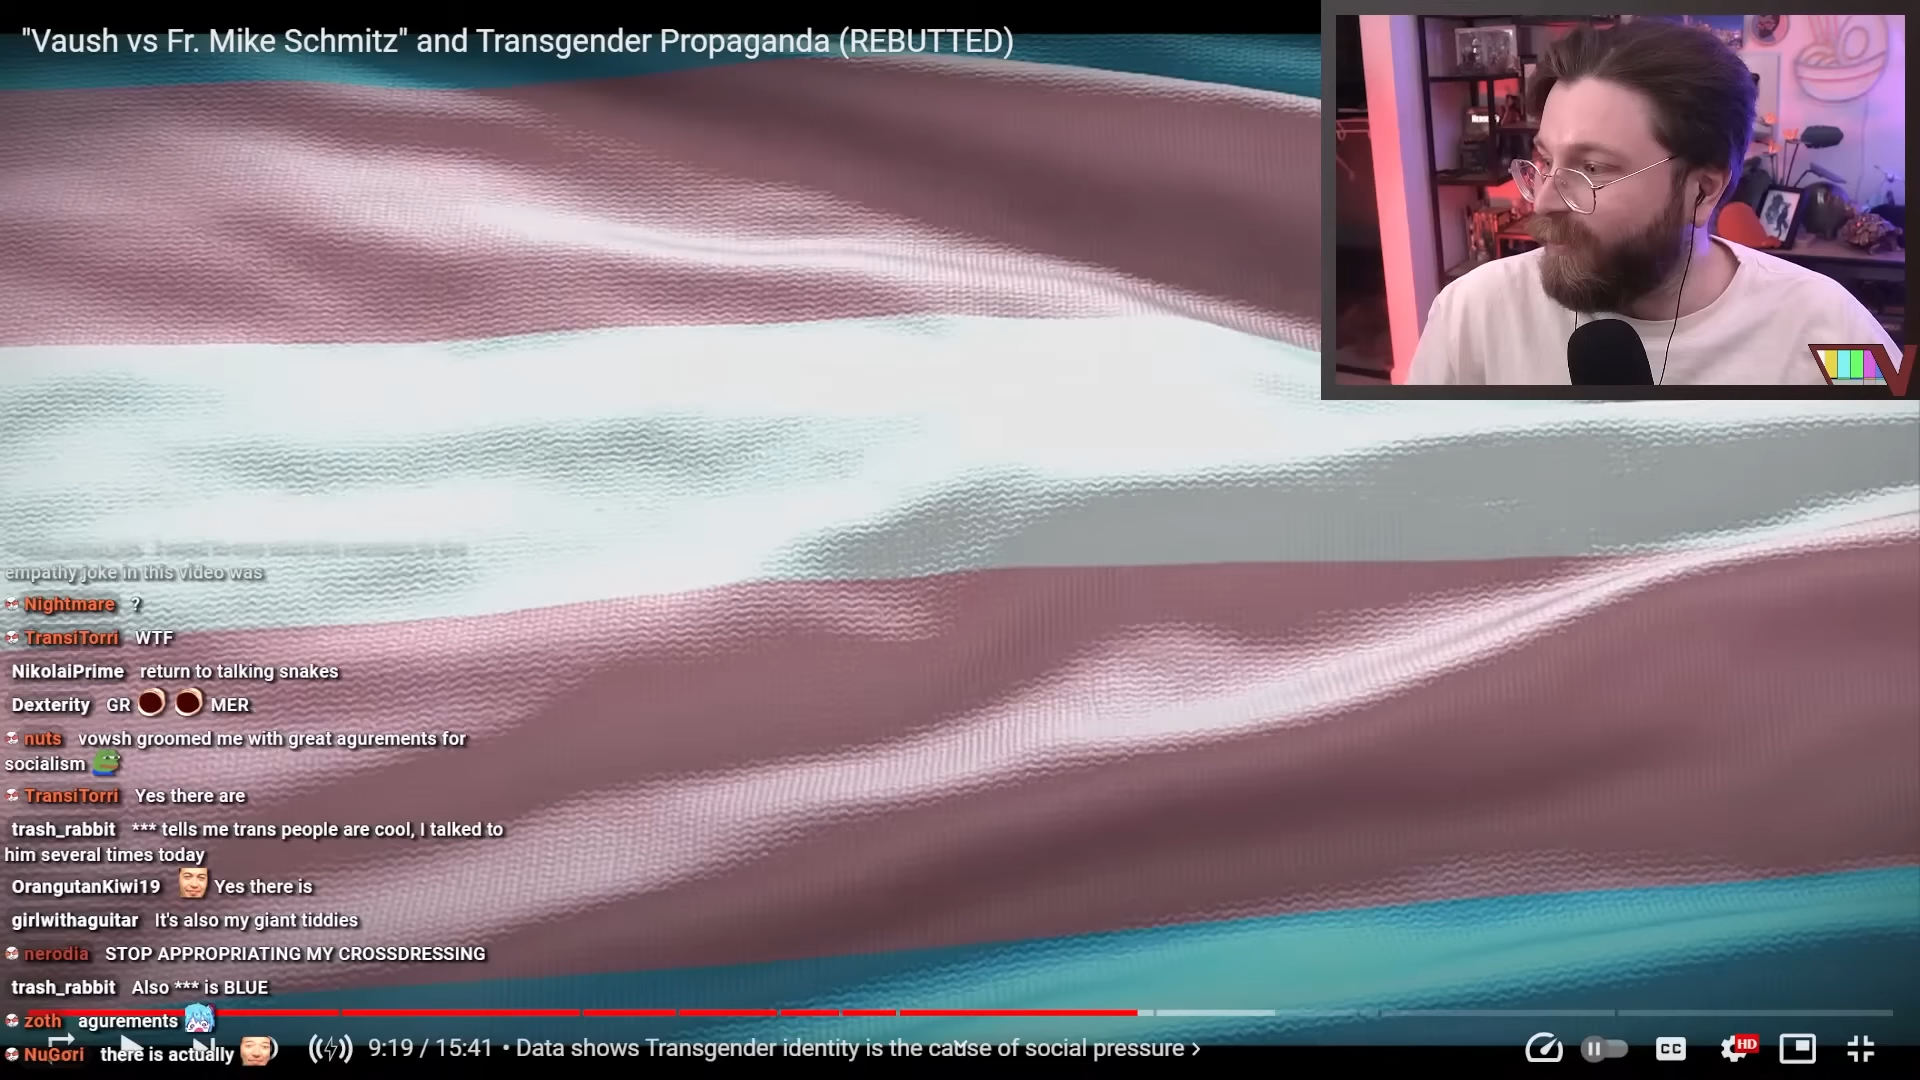 "Vaush vs Fr. Mike Schmitz" and Transgender Propaganda (REBUTTED)
empathy joke in this video was
Nightmare ?
TransiTorri WTF
NikolaiPrime return to talking snakes
Dexterity GR MER
nuts vowsh groomed me with great agurements for
socialism
TransiTorri Yes there are
trash_rabbit *** tells me trans people are cool, I talked to
him several times today
OrangutanKiwi19 Yes there is
girlwithaguitar It's also my giant tiddies
nerodia STOP APPROPRIATING MY CROSSDRESSING
trash_rabbit Also *** is BLUE
zoth agurements
NuGori there is actually
9:19 / 15:41 • Data shows Transgender identity is the cause of social pressure ›
CC
HD